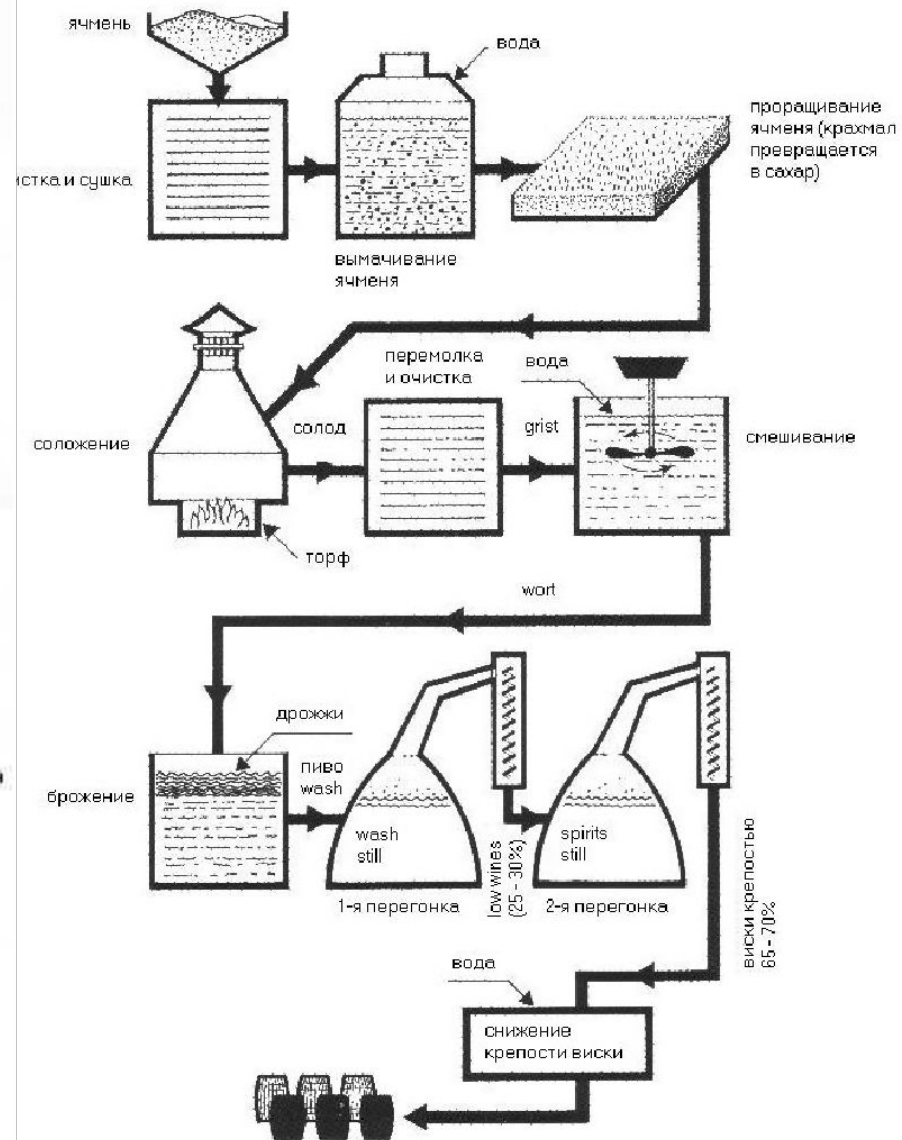 ячмень
вода
истка и сушка
проращивание
ячменя (крахмал
превращается
в сахар)
вымачивание
ячменя
перемолка
и очистка
вода
соложение
солод
grist
смешивание
торф
wort
дрожжи
пиво
wash
брожение
wash
still
spirits
still
1-я перегонка
low wines
(25 - 30%)
2-я перегонка
виски крепостью
65 - 70%
вода
снижение
крепости виски